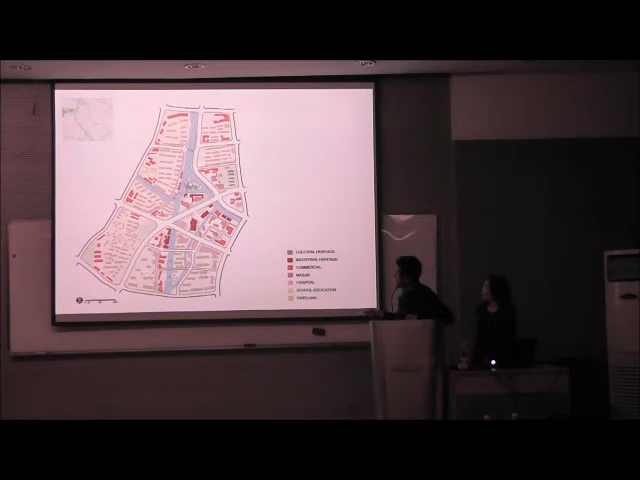 CULTURAL HERITAGE
INDUSTRIAL HERITAGE
COMMERCIAL
HOSPITAL
SCHOOL EDUCATION
DWELLING